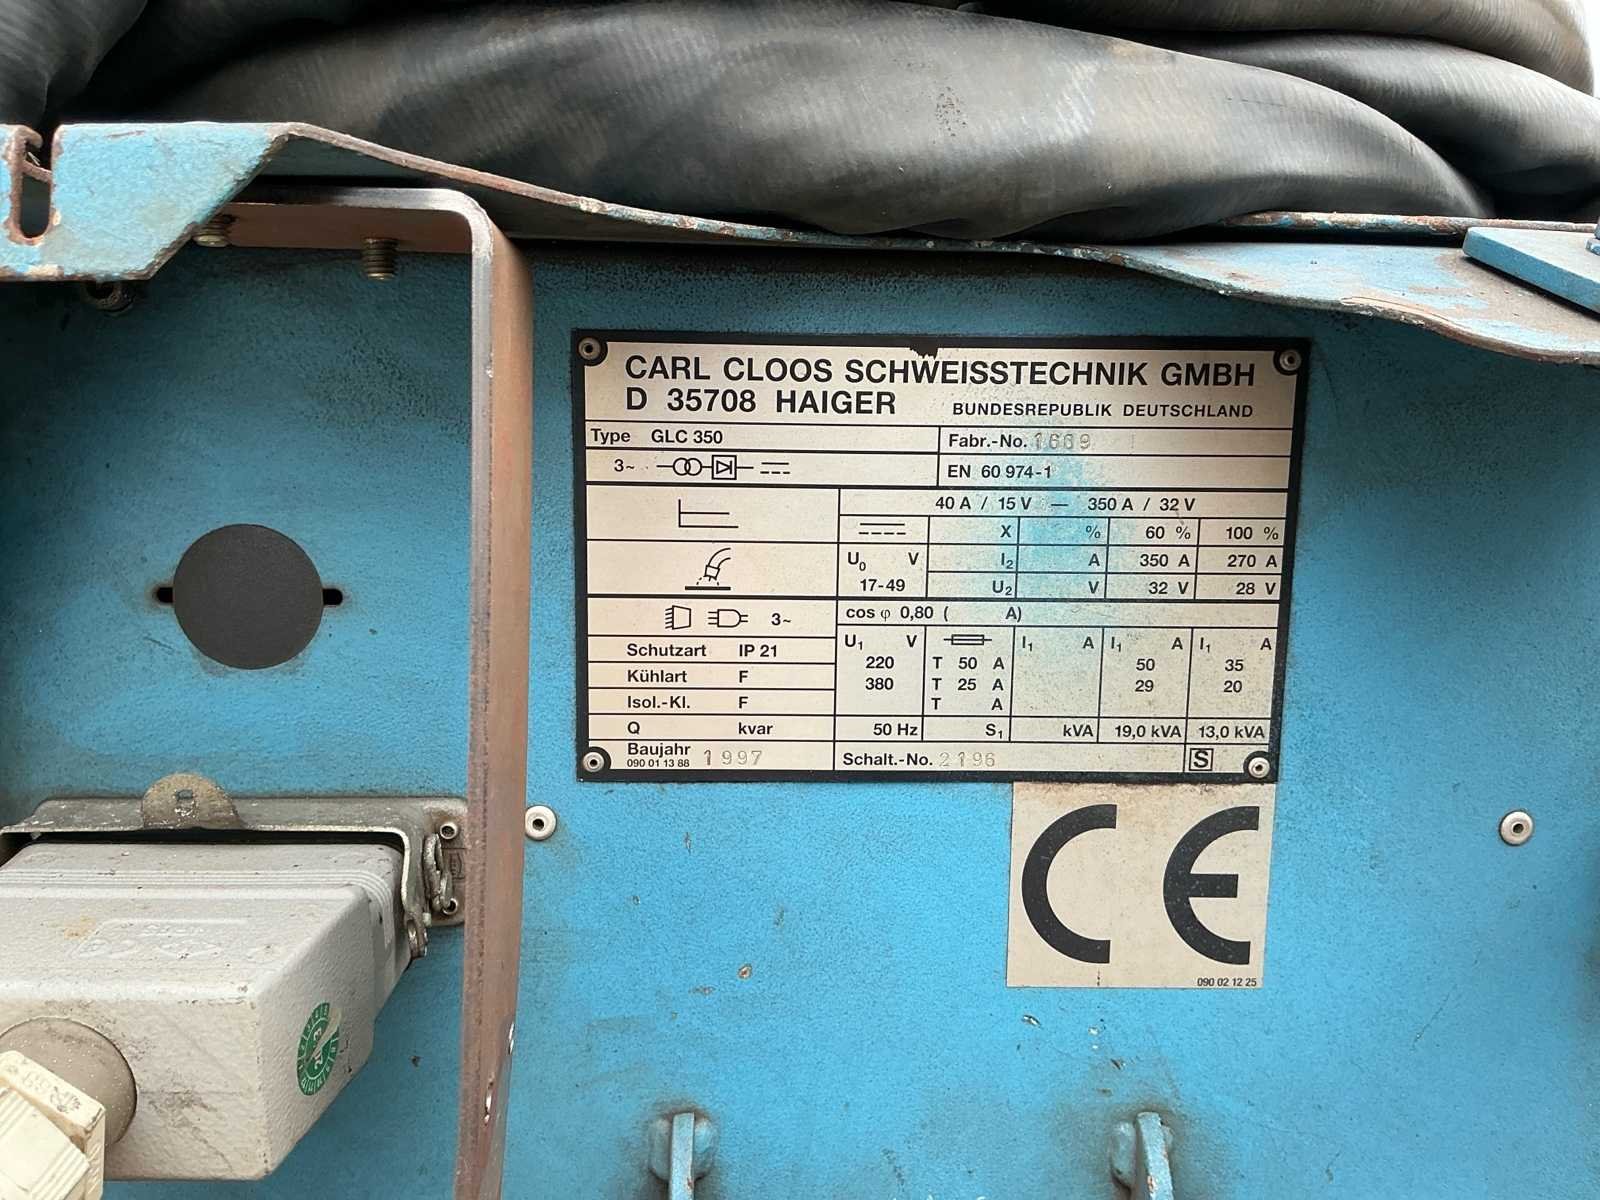 CARL CLOOS SCHWEISSTECHNIK GMBH
D 35708 HAIGER BUNDESREPUBLIK DEUTSCHLAND
Type GLC 350 Fabr.-No. 1669
3~ EN 60 974-1
40 A / 15 V — 350 A / 32 V
X % 60 % 100 %
U₀ V I₂ A 350 A 270 A
17-49 U₂ V 32 V 28 V
3~ cos φ 0,80 ( A)
Schutzart IP 21 U₁ V I₁ A I₁ A I₁ A
Kühlart F 220 T 50 A 50 35
380 T 25 A 29 20
Isol.-Kl. F T A
Q kvar 50 Hz S₁ kVA 19,0 kVA 13,0 kVA
Baujahr 1997 Schalt.-No. 2196 S
090 01 13 88
CE
090 02 12 25